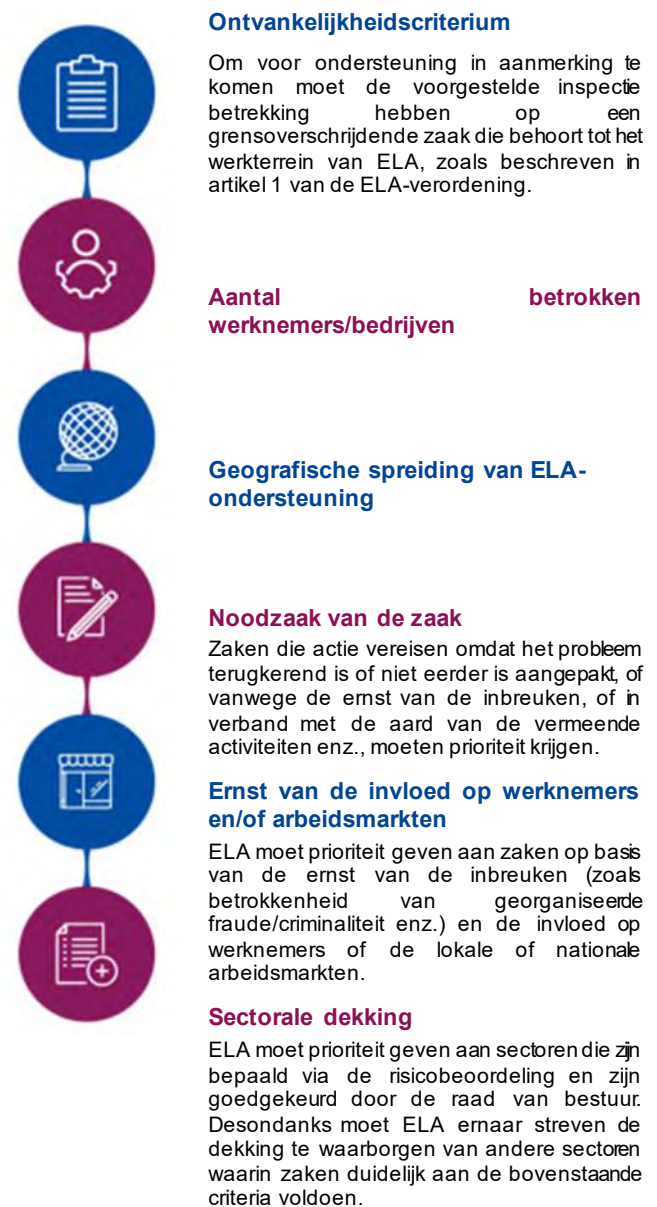 Ontvankelijkheidscriterium
Om voor ondersteuning in aanmerking te
komen moet de voorgestelde inspectie
betrekking hebben op een
grensoverschrijdende zaak die behoort tot het
werkterrein van ELA, zoals beschreven in
artikel 1 van de ELA-verordening.
Aantal betrokken
werknemers/bedrijven
Geografische spreiding van ELA-
ondersteuning
Noodzaak van de zaak
Zaken die actie vereisen omdat het probleem
terugkerend is of niet eerder is aangepakt, of
vanwege de ernst van de inbreuken, of in
verband met de aard van de vermeende
activiteiten enz., moeten prioriteit krijgen.
Ernst van de invloed op werknemers
en/of arbeidsmarkten
ELA moet prioriteit geven aan zaken op basis
van de ernst van de inbreuken (zoals
betrokkenheid van georganiseerde
fraude/criminaliteit enz.) en de invloed op
werknemers of de lokale of nationale
arbeidsmarkten.
Sectorale dekking
ELA moet prioriteit geven aan sectoren die zijn
bepaald via de risicobeoordeling en zijn
goedgekeurd door de raad van bestuur.
Desondanks moet ELA ernaar streven de
dekking te waarborgen van andere sectoren
waarin zaken duidelijk aan de bovenstaande
criteria voldoen.